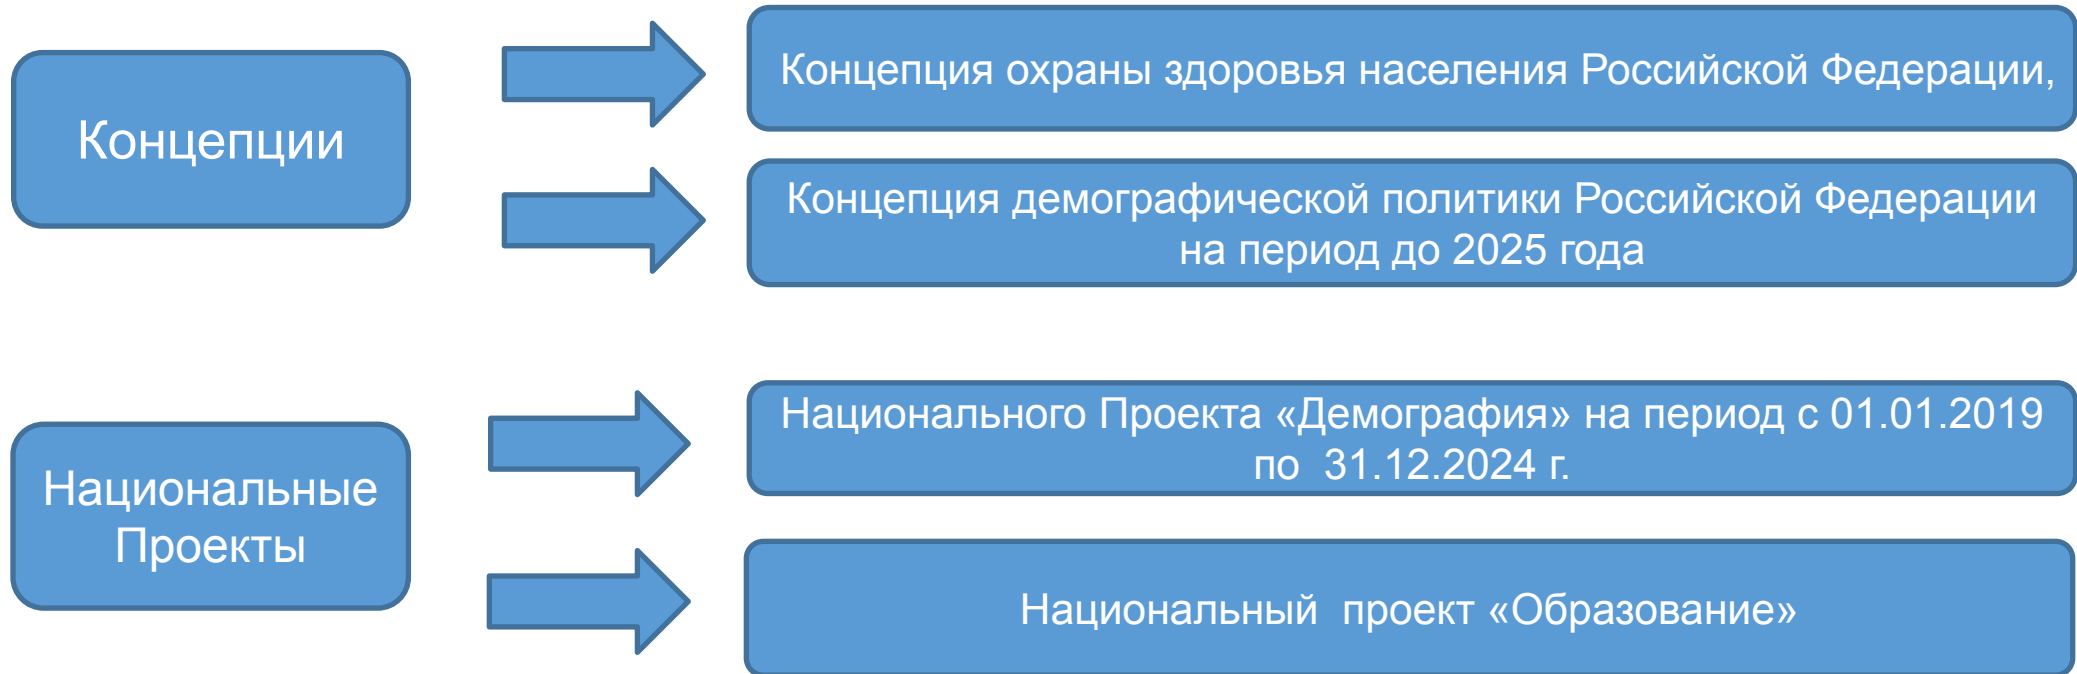 Концепции
Концепция охраны здоровья населения Российской Федерации,
Концепция демографической политики Российской Федерации
на период до 2025 года
Национальные
Проекты
Национального Проекта «Демография» на период с 01.01.2019
по  31.12.2024 г.
Национальный  проект «Образование»